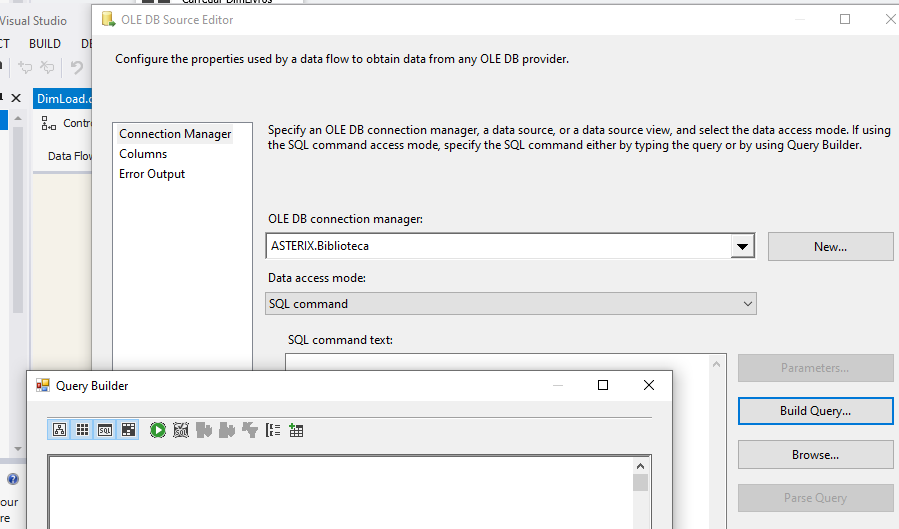 Carregar DimLivros
Visual Studio
OLE DB Source Editor
CT BUILD DE
Configure the properties used by a data flow to obtain data from any OLE DB provider.
DimLoad.d
Contro
Data Flow
Connection Manager
Columns
Error Output
Specify an OLE DB connection manager, a data source, or a data source view, and select the data access mode. If using
the SQL command access mode, specify the SQL command either by typing the query or by using Query Builder.
OLE DB connection manager:
ASTERIX.Biblioteca
New...
Data access mode:
SQL command
SQL command text:
Parameters...
Build Query...
Browse...
Parse Query
Query Builder
SQL
our
re